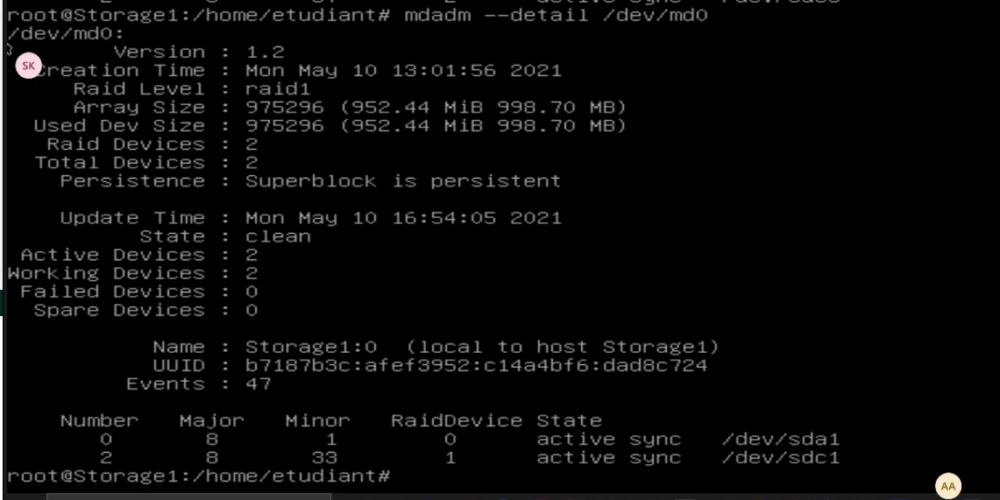 root@Storage1:/home/etudiant# mdadm --detail /dev/md0
/dev/md0:
Version : 1.2
SK
Creation Time : Mon May 10 13:01:56 2021
Raid Level : raid1
Array Size : 975296 (952.44 MiB 998.70 MB)
Used Dev Size : 975296 (952.44 MiB 998.70 MB)
Raid Devices : 2
Total Devices : 2
Persistence : Superblock is persistent
Update Time : Mon May 10 16:54:05 2021
State : clean
Active Devices : 2
Working Devices : 2
Failed Devices : 0
Spare Devices : 0
Name : Storage1:0 (local to host Storage1)
UUID : b7187b3c:afef3952:c14a4bf6:dad8c724
Events : 47
Number Major Minor RaidDevice State
0 8 1 0 active sync /dev/sda1
2 8 33 1 active sync /dev/sdc1
root@Storage1:/home/etudiant#
AA